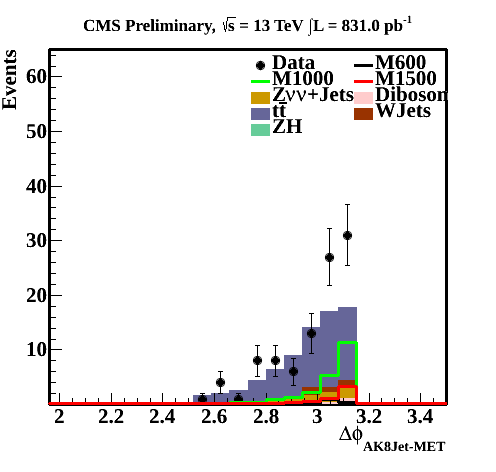 CMS Preliminary, √s = 13 TeV ∫L = 831.0 pb⁻¹
Events
Data
M600
M1000
M1500
Zνν+Jets
Diboson
tt̄
WJets
ZH
60
50
40
30
20
10
2 2.2 2.4 2.6 2.8 3 3.2 3.4
Δϕ AK8Jet-MET